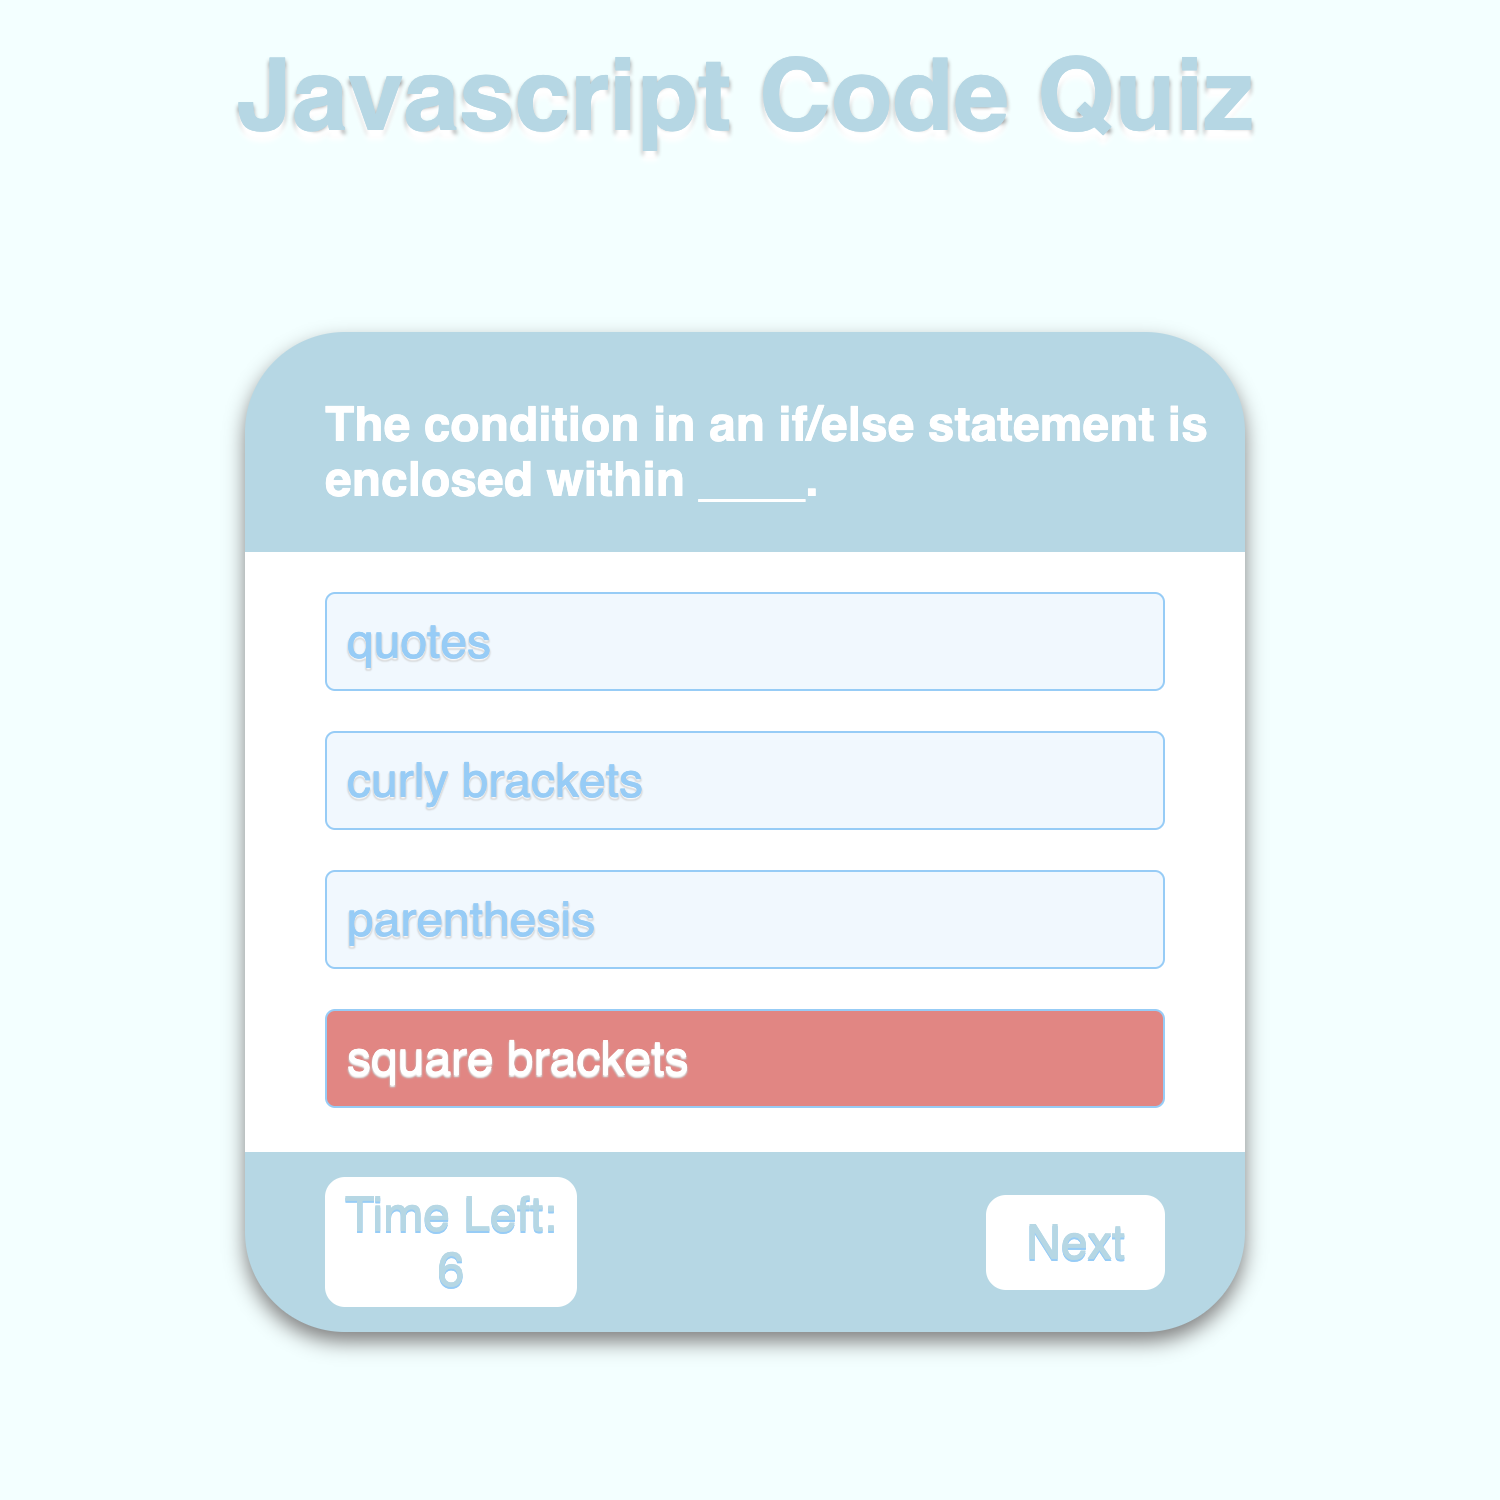 Javascript Code Quiz
The condition in an if/else statement is
enclosed within ____.
quotes
curly brackets
parenthesis
square brackets
Time Left:
6
Next